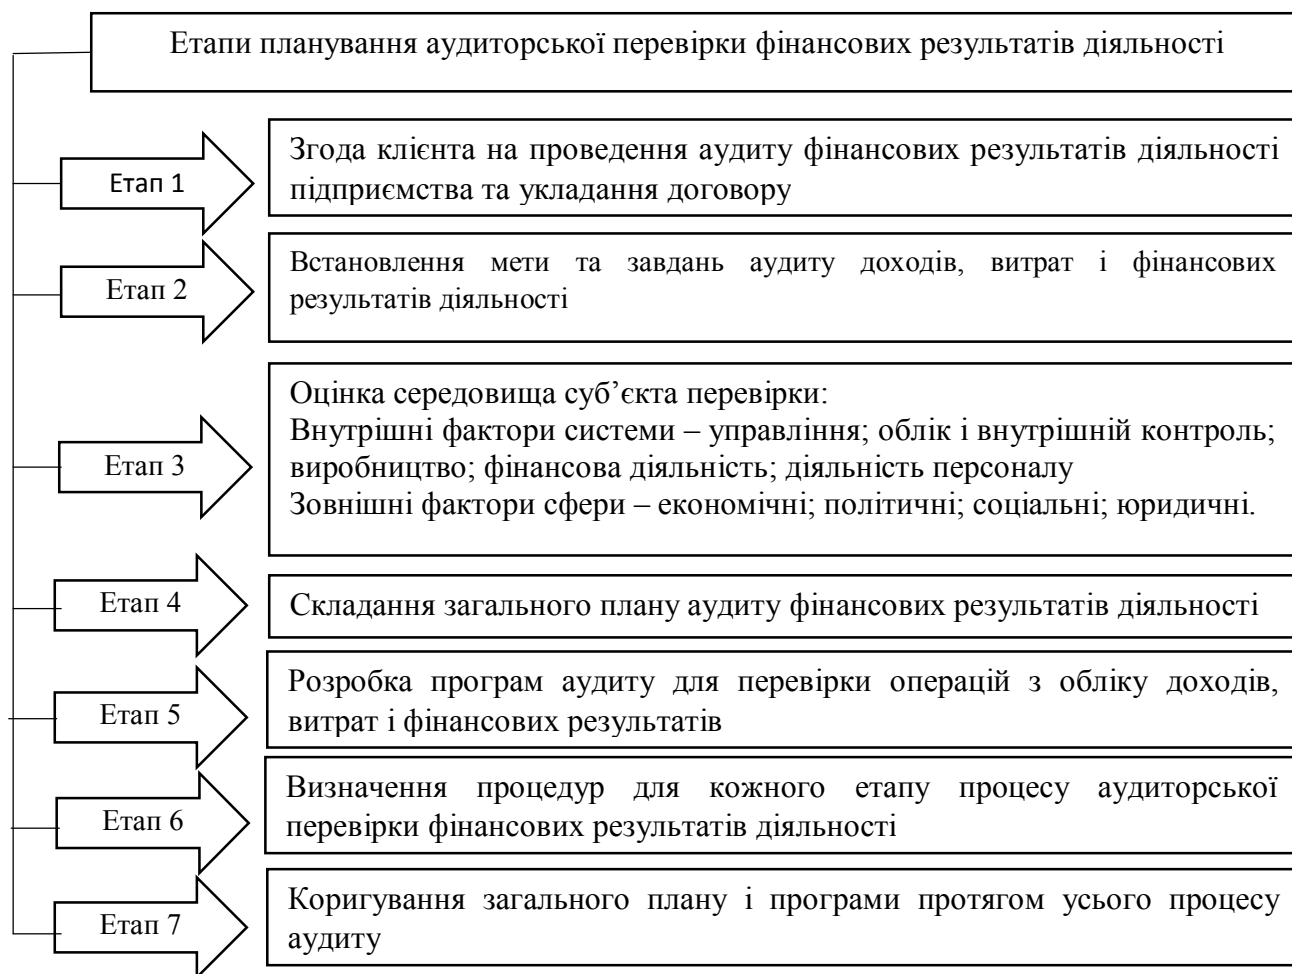 Етапи планування аудиторської перевірки фінансових результатів діяльності
Етап 1
Згода клієнта на проведення аудиту фінансових результатів діяльності
підприємства та укладання договору
Етап 2
Встановлення мети та завдань аудиту доходів, витрат і фінансових
результатів діяльності
Етап 3
Оцінка середовища суб’єкта перевірки:
Внутрішні фактори системи – управління; облік і внутрішній контроль;
виробництво; фінансова діяльність; діяльність персоналу
Зовнішні фактори сфери – економічні; політичні; соціальні; юридичні.
Етап 4
Складання загального плану аудиту фінансових результатів діяльності
Етап 5
Розробка програм аудиту для перевірки операцій з обліку доходів,
витрат і фінансових результатів
Етап 6
Визначення процедур для кожного етапу процесу аудиторської
перевірки фінансових результатів діяльності
Етап 7
Коригування загального плану і програми протягом усього процесу
аудиту